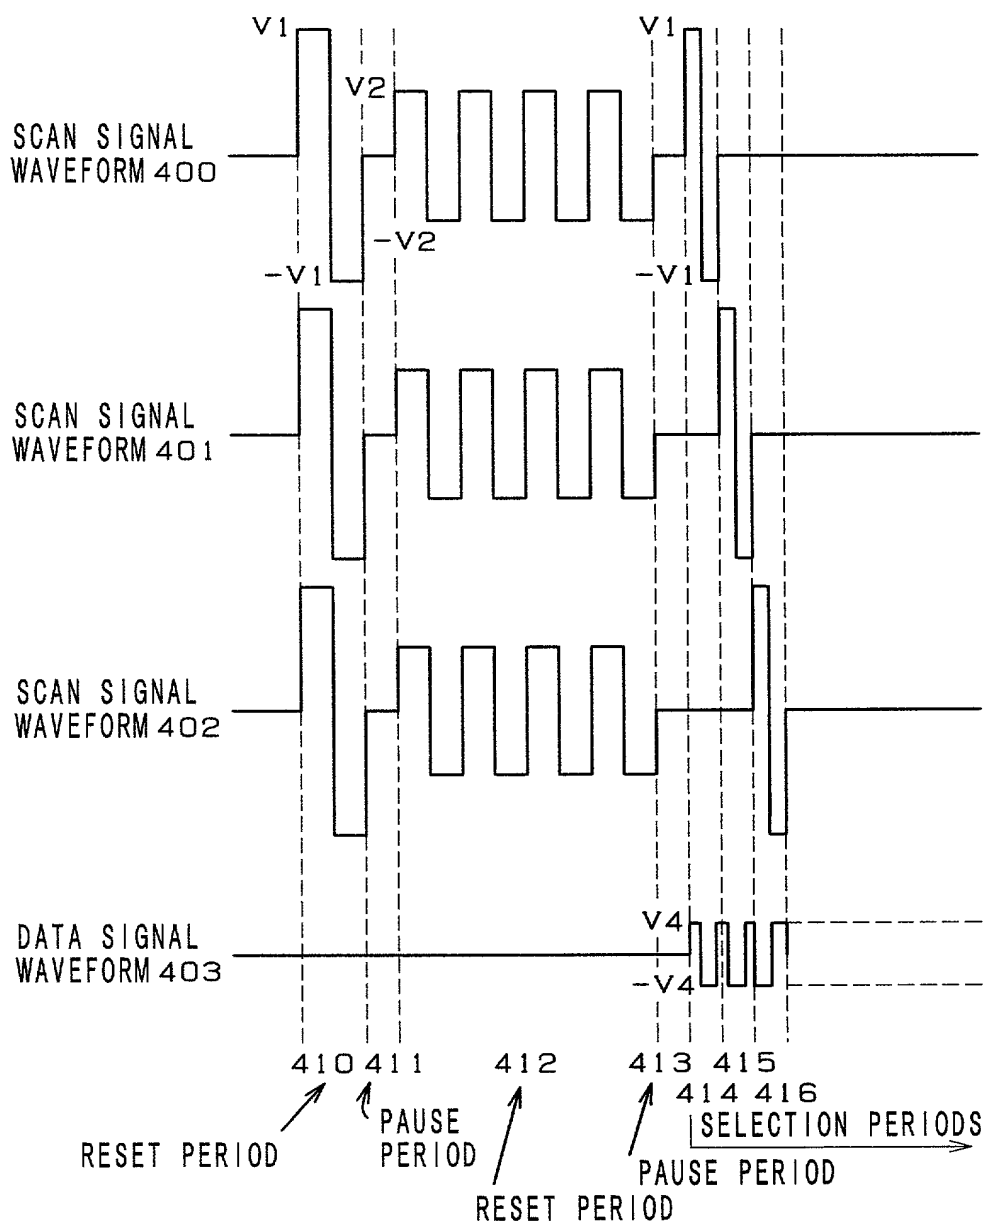 V1
V1
V2
SCAN SIGNAL
WAVEFORM 400
-V2
-V1
-V1
SCAN SIGNAL
WAVEFORM 401
SCAN SIGNAL
WAVEFORM 402
V4
DATA SIGNAL
WAVEFORM 403
-V4
410 411 412 413 415
414 416
SELECTION PERIODS
PAUSE
PERIOD
RESET PERIOD
PAUSE PERIOD
RESET PERIOD